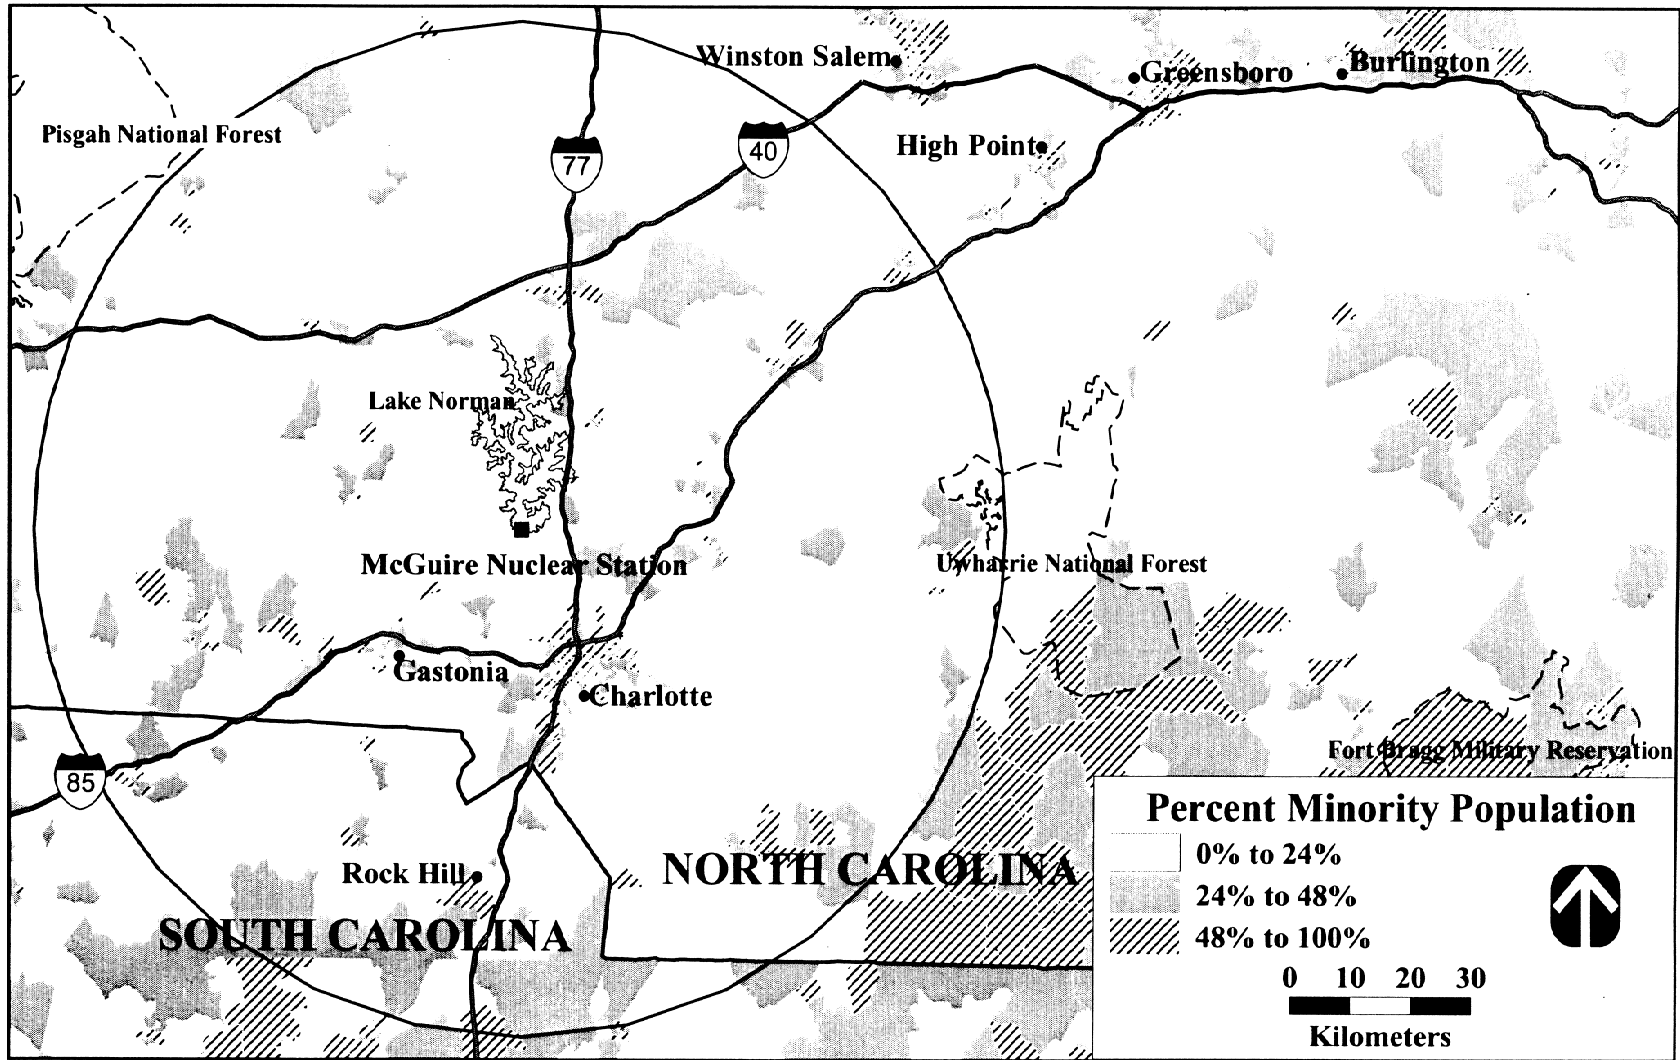 Winston Salem
Greensboro
Burlington
Pisgah National Forest
High Point
77
40
Lake Norman
McGuire Nuclear Station
Uwharrie National Forest
Gastonia
Charlotte
85
Fort Bragg Military Reservation
Rock Hill
NORTH CAROLINA
SOUTH CAROLINA
Percent Minority Population
0% to 24%
24% to 48%
48% to 100%
0 10 20 30
Kilometers